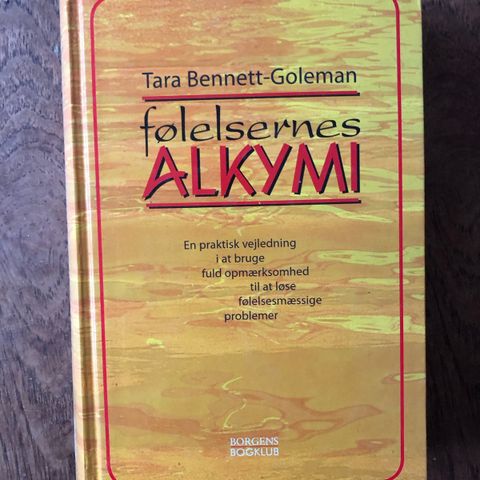 Tara Bennett-Goleman
følelsernes
ALKYMI
En praktisk vejledning
i at bruge
fuld opmærksomhed
til at løse
følelsesmæssige
problemer
BORGENS
BOGKLUB